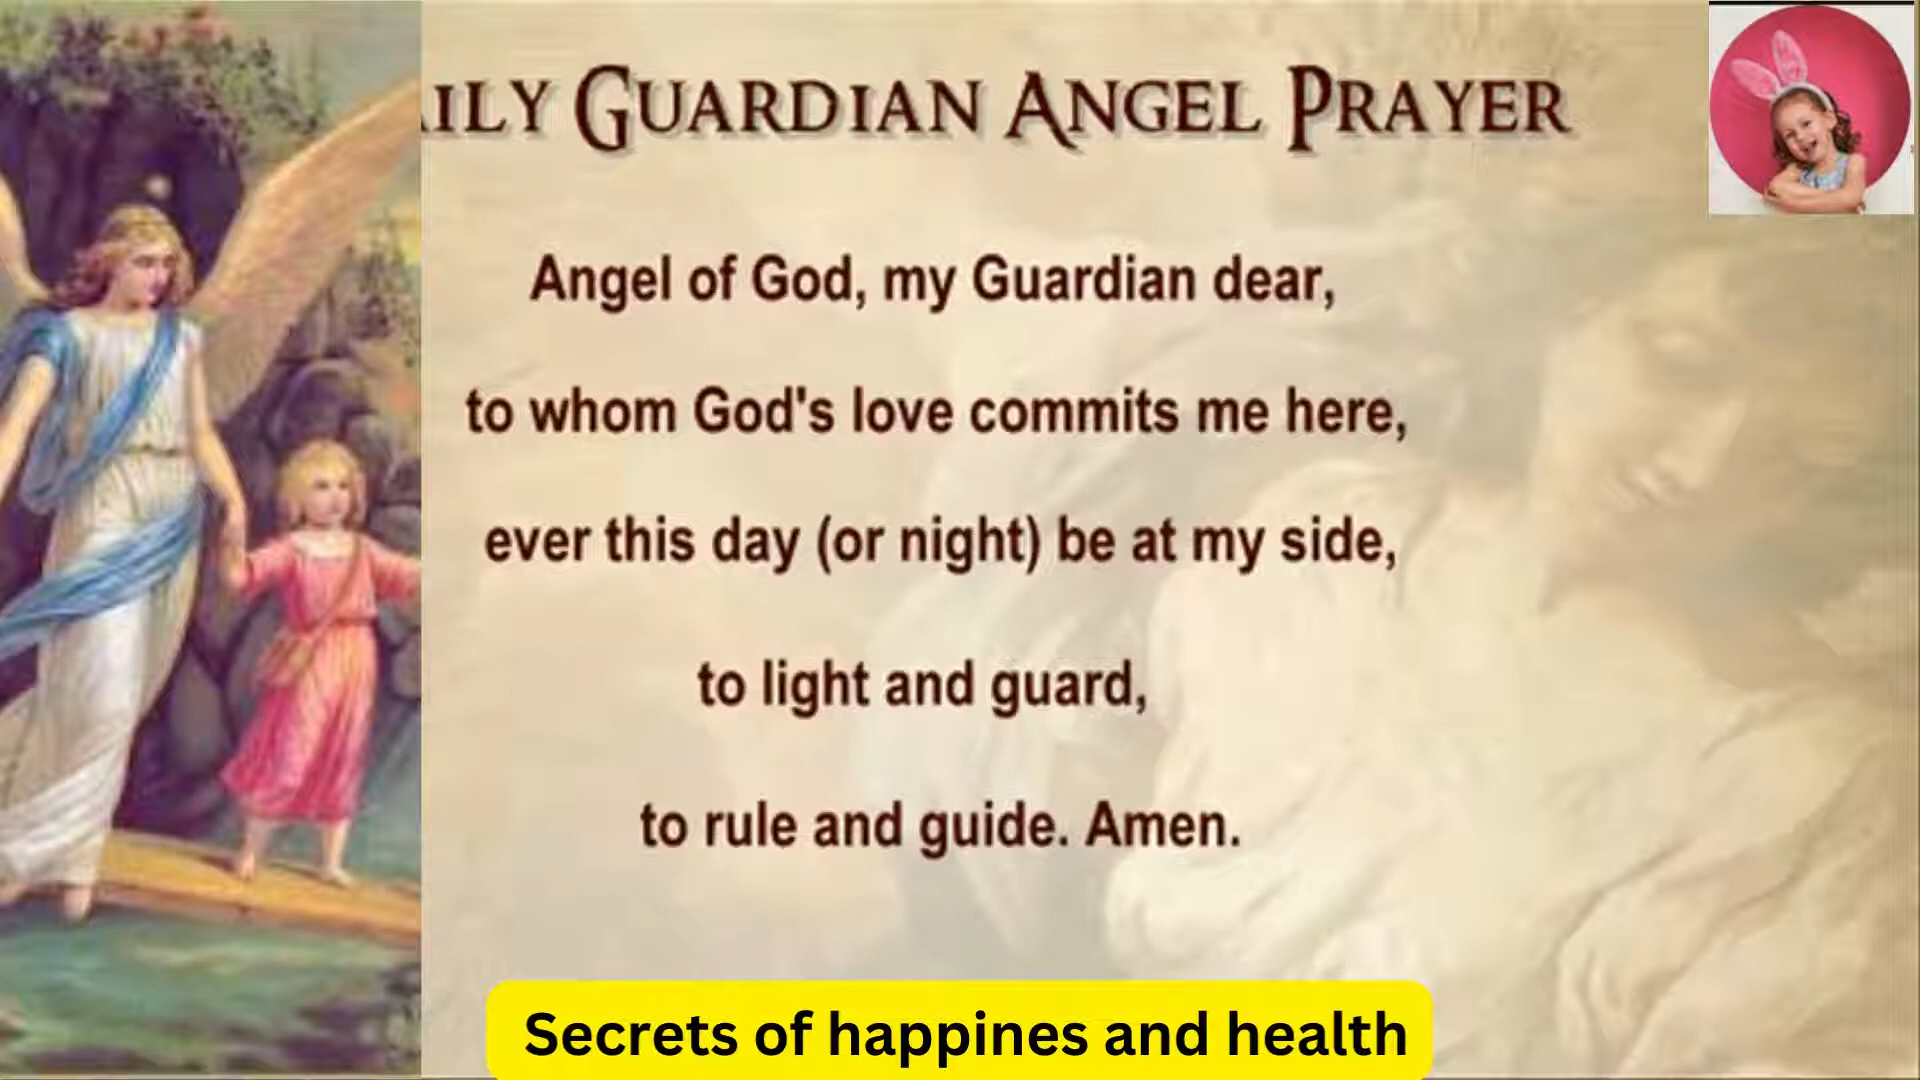 ILY GUARDIAN ANGEL PRAYER
Angel of God, my Guardian dear,
to whom God's love commits me here,
ever this day (or night) be at my side,
to light and guard,
to rule and guide. Amen.
Secrets of happines and health